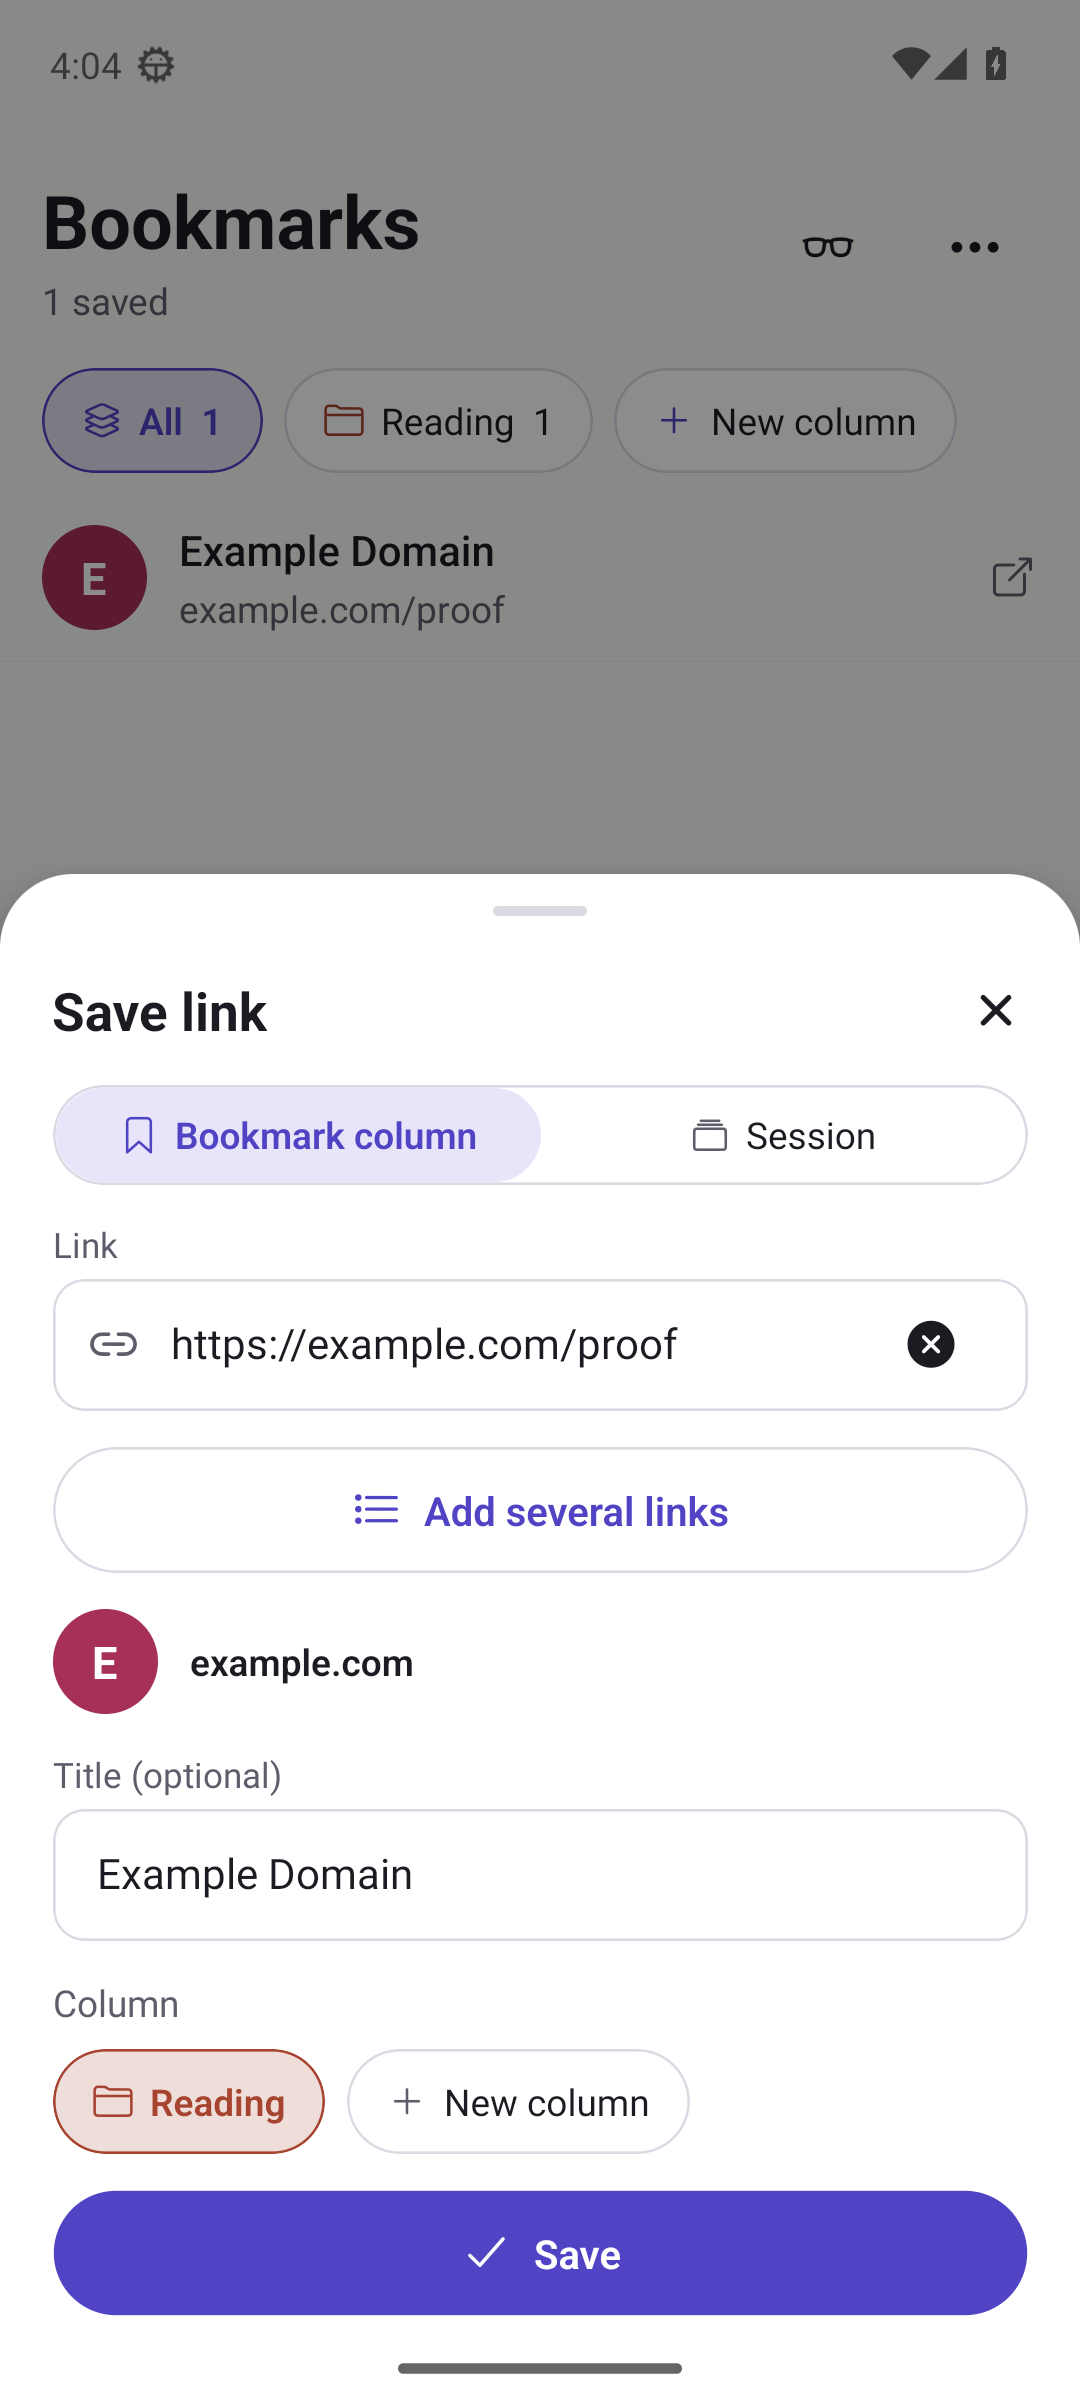 4:04
Bookmarks
1 saved
All 1
Reading 1
New column
E
Example Domain
example.com/proof
Save link
Bookmark column
Session
Link
https://example.com/proof
Add several links
E
example.com
Title (optional)
Example Domain
Column
Reading
New column
Save